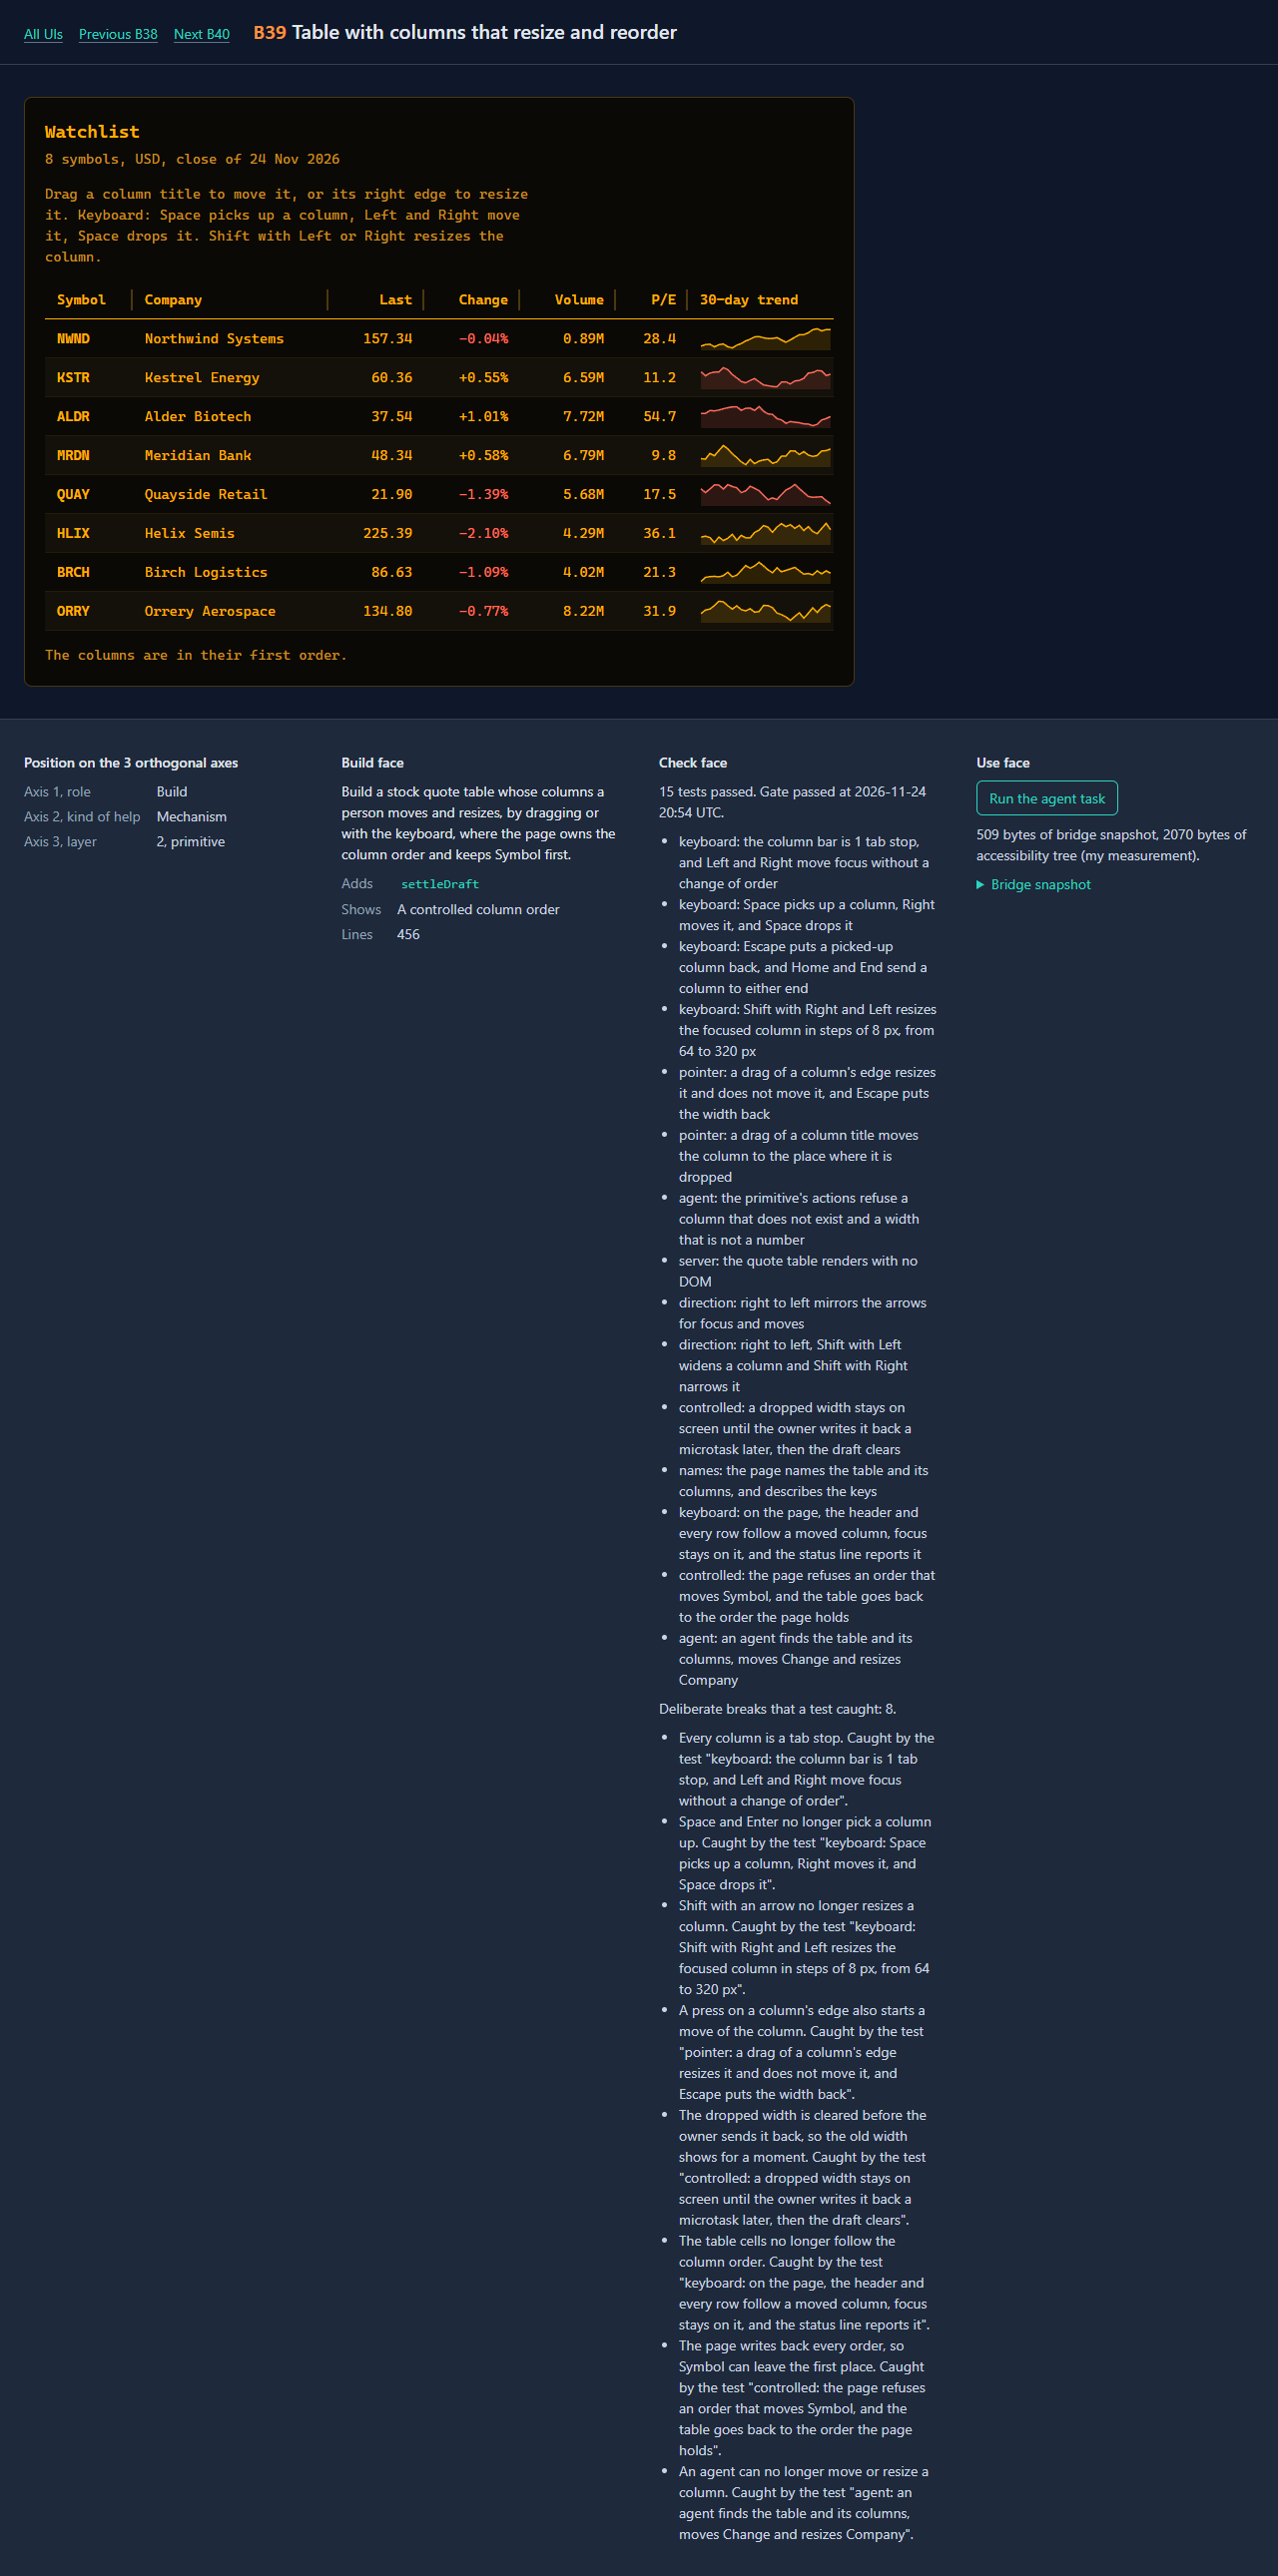 All UIs Previous B38 Next B40 B39 Table with columns that resize and reorder
Watchlist
8 symbols, USD, close of 24 Nov 2026
Drag a column title to move it, or its right edge to resize
it. Keyboard: Space picks up a column, Left and Right move
it, Space drops it. Shift with Left or Right resizes the
column.
Symbol Company Last Change Volume P/E 30-day trend
NWND Northwind Systems 157.34 -0.04% 0.89M 28.4
KSTR Kestrel Energy 60.36 +0.55% 6.59M 11.2
ALDR Alder Biotech 37.54 +1.01% 7.72M 54.7
MRDN Meridian Bank 48.34 +0.58% 6.79M 9.8
QUAY Quayside Retail 21.90 -1.39% 5.68M 17.5
HLIX Helix Semis 225.39 -2.10% 4.29M 36.1
BRCH Birch Logistics 86.63 -1.09% 4.02M 21.3
ORRY Orrery Aerospace 134.80 -0.77% 8.22M 31.9
The columns are in their first order.
Position on the 3 orthogonal axes
Axis 1, role Build
Axis 2, kind of help Mechanism
Axis 3, layer 2, primitive
Build face
Build a stock quote table whose columns a
person moves and resizes, by dragging or
with the keyboard, where the page owns the
column order and keeps Symbol first.
Adds settleDraft
Shows A controlled column order
Lines 456
Check face
15 tests passed. Gate passed at 2026-11-24
20:54 UTC.
• keyboard: the column bar is 1 tab stop,
and Left and Right move focus without a
change of order
• keyboard: Space picks up a column, Right
moves it, and Space drops it
• keyboard: Escape puts a picked-up
column back, and Home and End send a
column to either end
• keyboard: Shift with Right and Left resizes
the focused column in steps of 8 px, from
64 to 320 px
• pointer: a drag of a column's edge resizes
it and does not move it, and Escape puts
the width back
• pointer: a drag of a column title moves
the column to the place where it is
dropped
• agent: the primitive's actions refuse a
column that does not exist and a width
that is not a number
• server: the quote table renders with no
DOM
• direction: right to left mirrors the arrows
for focus and moves
• direction: right to left, Shift with Left
widens a column and Shift with Right
narrows it
• controlled: a dropped width stays on
screen until the owner writes it back a
microtask later, then the draft clears
• names: the page names the table and its
columns, and describes the keys
• keyboard: on the page, the header and
every row follow a moved column, focus
stays on it, and the status line reports it
• controlled: the page refuses an order that
moves Symbol, and the table goes back
to the order the page holds
• agent: an agent finds the table and its
columns, moves Change and resizes
Company
Deliberate breaks that a test caught: 8.
• Every column is a tab stop. Caught by the
test "keyboard: the column bar is 1 tab
stop, and Left and Right move focus
without a change of order".
• Space and Enter no longer pick a column
up. Caught by the test "keyboard: Space
picks up a column, Right moves it, and
Space drops it".
• Shift with an arrow no longer resizes a
column. Caught by the test "keyboard:
Shift with Right and Left resizes the
focused column in steps of 8 px, from 64
to 320 px".
• A press on a column's edge also starts a
move of the column. Caught by the test
"pointer: a drag of a column's edge
resizes it and does not move it, and
Escape puts the width back".
• The dropped width is cleared before the
owner sends it back, so the old width
shows for a moment. Caught by the test
"controlled: a dropped width stays on
screen until the owner writes it back a
microtask later, then the draft clears".
• The table cells no longer follow the
column order. Caught by the test
"keyboard: on the page, the header and
every row follow a moved column, focus
stays on it, and the status line reports it".
• The page writes back every order, so
Symbol can leave the first place. Caught
by the test "controlled: the page refuses
an order that moves Symbol, and the
table goes back to the order the page
holds".
• An agent can no longer move or resize a
column. Caught by the test "agent: an
agent finds the table and its columns,
moves Change and resizes Company".
Use face
Run the agent task
509 bytes of bridge snapshot, 2070 bytes of
accessibility tree (my measurement).
▶ Bridge snapshot